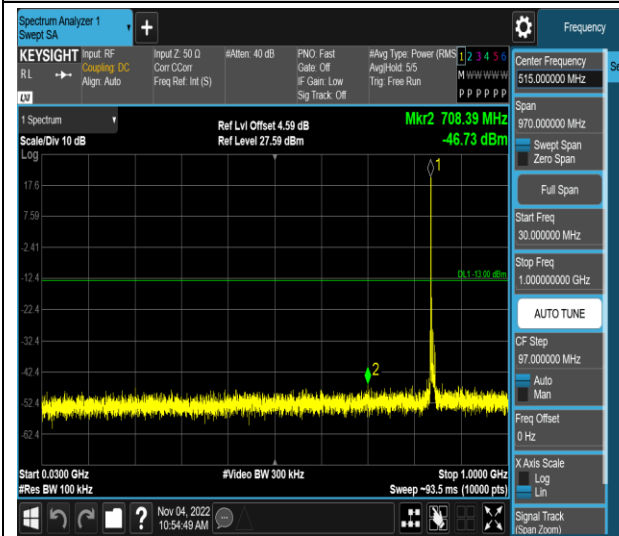 Spectrum Analyzer 1
Swept SA
Frequency
KEYSIGHT
RL
LXI
Input: RF
Coupling: DC
Align: Auto
Input Z: 50 Ω
Corr CCorr
Freq Ref: Int (S)
#Atten: 40 dB
PNO: Fast
Gate: Off
IF Gain: Low
Sig Track: Off
#Avg Type: Power (RMS
Avg|Hold: 5/5
Trig: Free Run
1 2 3 4 5 6
M W W W W W
P P P P P P
1 Spectrum
Scale/Div 10 dB
Log
Ref Lvl Offset 4.59 dB
Ref Level 27.59 dBm
Mkr2 708.39 MHz
-46.73 dBm
1
17.6
7.59
-2.41
-12.4
DL1 -13.00 dBm
-22.4
-32.4
-42.4
2
-52.4
-62.4
Start 0.0300 GHz
#Res BW 100 kHz
#Video BW 300 kHz
Stop 1.0000 GHz
Sweep ~93.5 ms (10000 pts)
Nov 04, 2022
10:54:49 AM
?
Center Frequency
515.000000 MHz
Se
Span
970.000000 MHz
Swept Span
Zero Span
Full Span
Start Freq
30.000000 MHz
Stop Freq
1.000000000 GHz
AUTO TUNE
CF Step
97.000000 MHz
Auto
Man
Freq Offset
0 Hz
X Axis Scale
Log
Lin
Signal Track
(Span Zoom)